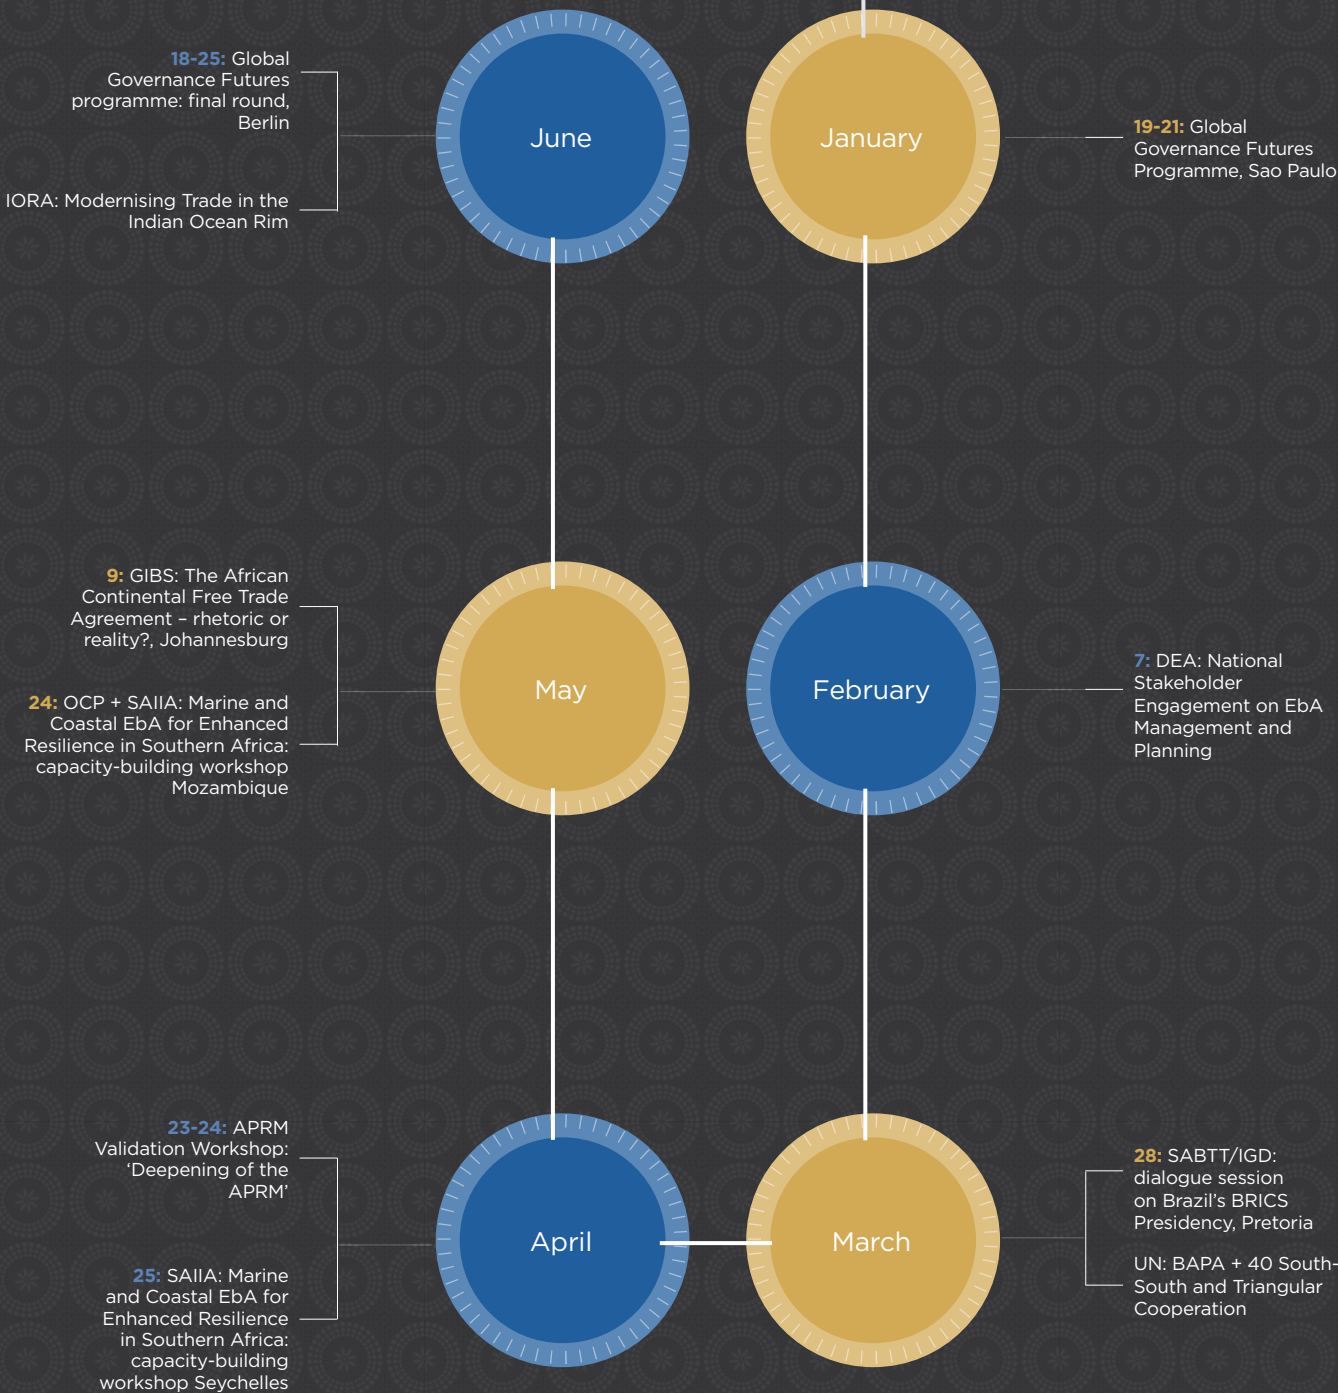 January
19-21: Global
Governance Futures
Programme, Sao Paulo
February
7: DEA: National
Stakeholder
Engagement on EbA
Management and
Planning
March
28: SABTT/IGD:
dialogue session
on Brazil’s BRICS
Presidency, Pretoria
UN: BAPA + 40 South-
South and Triangular
Cooperation
April
23-24: APRM
Validation Workshop:
‘Deepening of the
APRM’
25: SAIIA: Marine
and Coastal EbA for
Enhanced Resilience
in Southern Africa:
capacity-building
workshop Seychelles
May
9: GIBS: The African
Continental Free Trade
Agreement – rhetoric or
reality?, Johannesburg
24: OCP + SAIIA: Marine and
Coastal EbA for Enhanced
Resilience in Southern Africa:
capacity-building workshop
Mozambique
June
18-25: Global
Governance Futures
programme: final round,
Berlin
IORA: Modernising Trade in the
Indian Ocean Rim